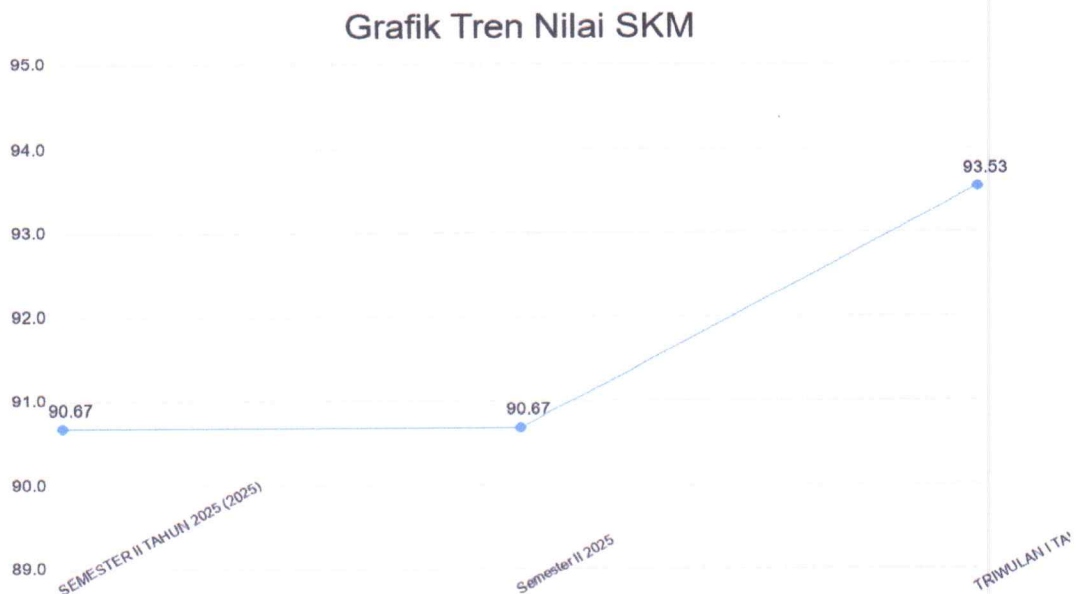 Grafik Tren Nilai SKM
95.0
94.0
93.53
93.0
92.0
91.0
90.67
90.67
90.0
SEMESTER II TAHUN 2025 (2025)
Semester II 2025
TRIWULAN I
89.0